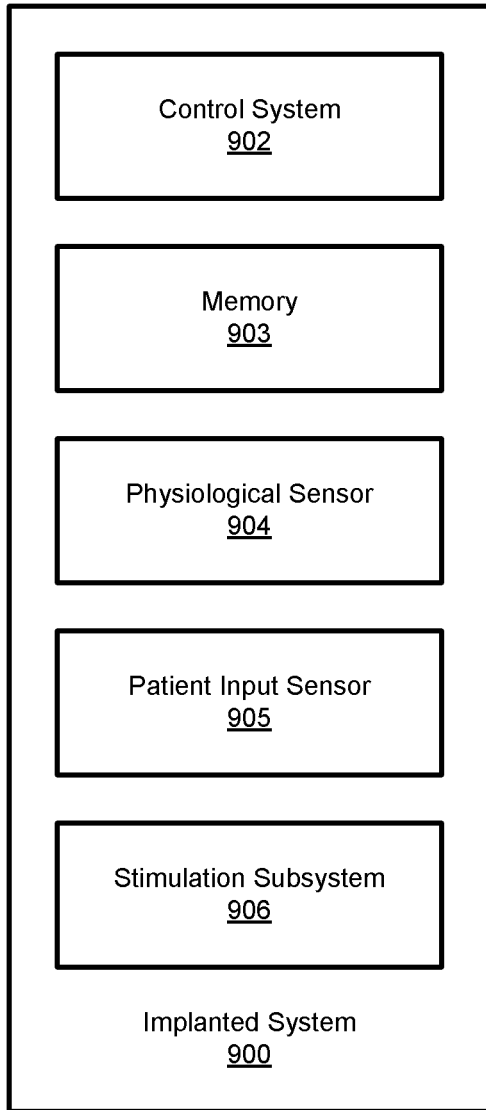 Control System
902
Memory
903
Physiological Sensor
904
Patient Input Sensor
905
Stimulation Subsystem
906
Implanted System
900